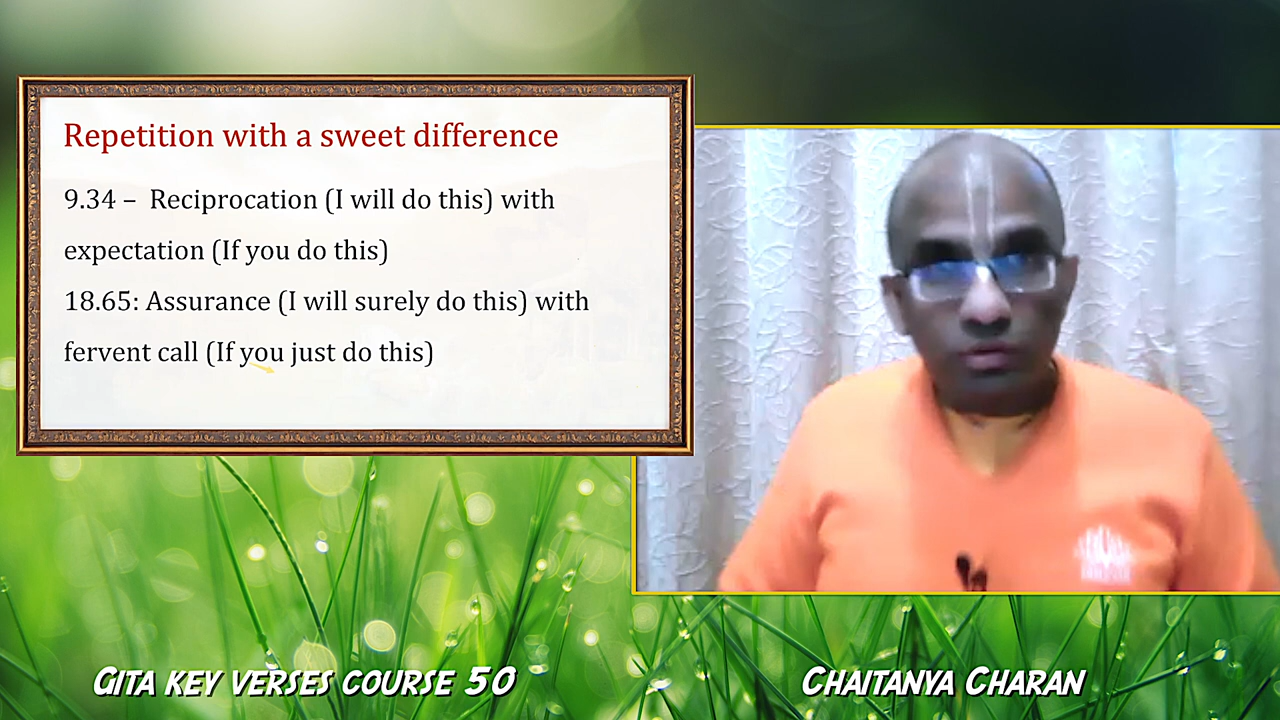 Repetition with a sweet difference
9.34 – Reciprocation (I will do this) with
expectation (If you do this)
18.65: Assurance (I will surely do this) with
fervent call (If you just do this)
GITA KEY VERSES COURSE 50
CHAITANYA CHARAN